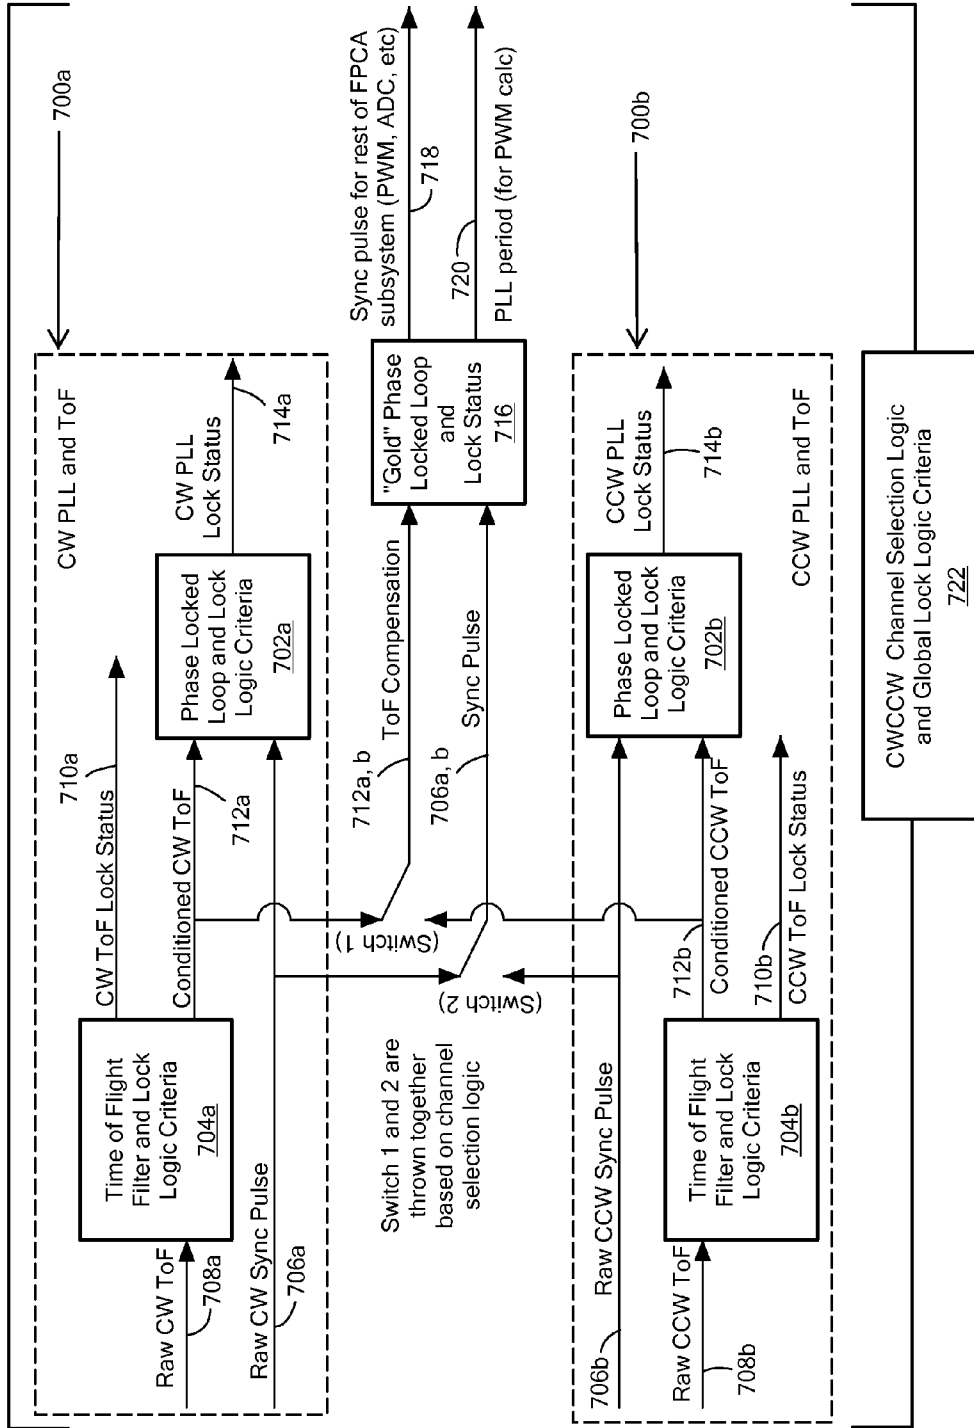 700a
CW PLL and ToF
710a
CW ToF Lock Status
Conditioned CW ToF
712a
Time of Flight
Filter and Lock
Logic Criteria
704a
Raw CW ToF
708a
Raw CW Sync Pulse
706a
Phase Locked
Loop and Lock
Logic Criteria
702a
CW PLL
Lock Status
714a
Switch 1 and 2 are
thrown together
based on channel
selection logic
(Switch 1)
(Switch 2)
712a, b
ToF Compensation
706a, b
Sync Pulse
"Gold" Phase
Locked Loop
and
Lock Status
716
Sync pulse for rest of FPCA
subsystem (PWM, ADC, etc)
718
720
PLL period (for PWM calc)
700b
Raw CCW Sync Pulse
706b
Raw CCW ToF
708b
Time of Flight
Filter and Lock
Logic Criteria
704b
712b
Conditioned CCW ToF
710b
CCW ToF Lock Status
Phase Locked
Loop and Lock
Logic Criteria
702b
CCW PLL
Lock Status
714b
CCW PLL and ToF
CWCCW Channel Selection Logic
and Global Lock Logic Criteria
722